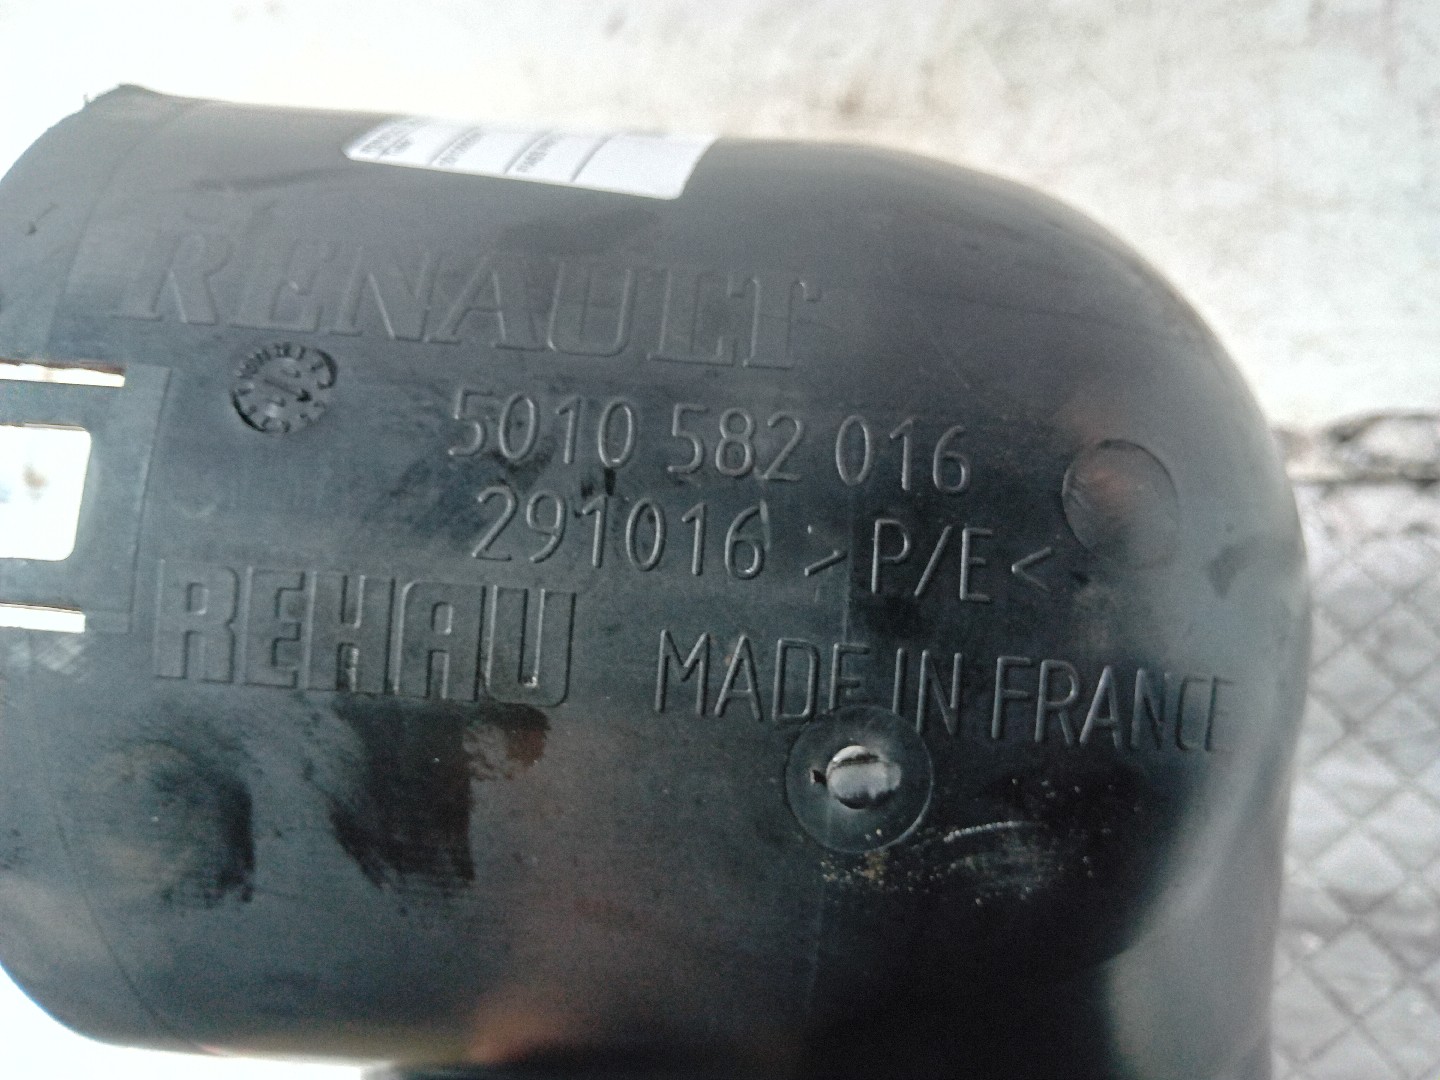 RENAULT
5010 582 016
291016 >P/E<
REHAU MADE IN FRANCE